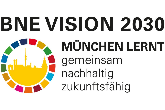 BNE VISION 2030
MÜNCHEN LERNT
gemeinsam
nachhaltig
zukunftsfähig